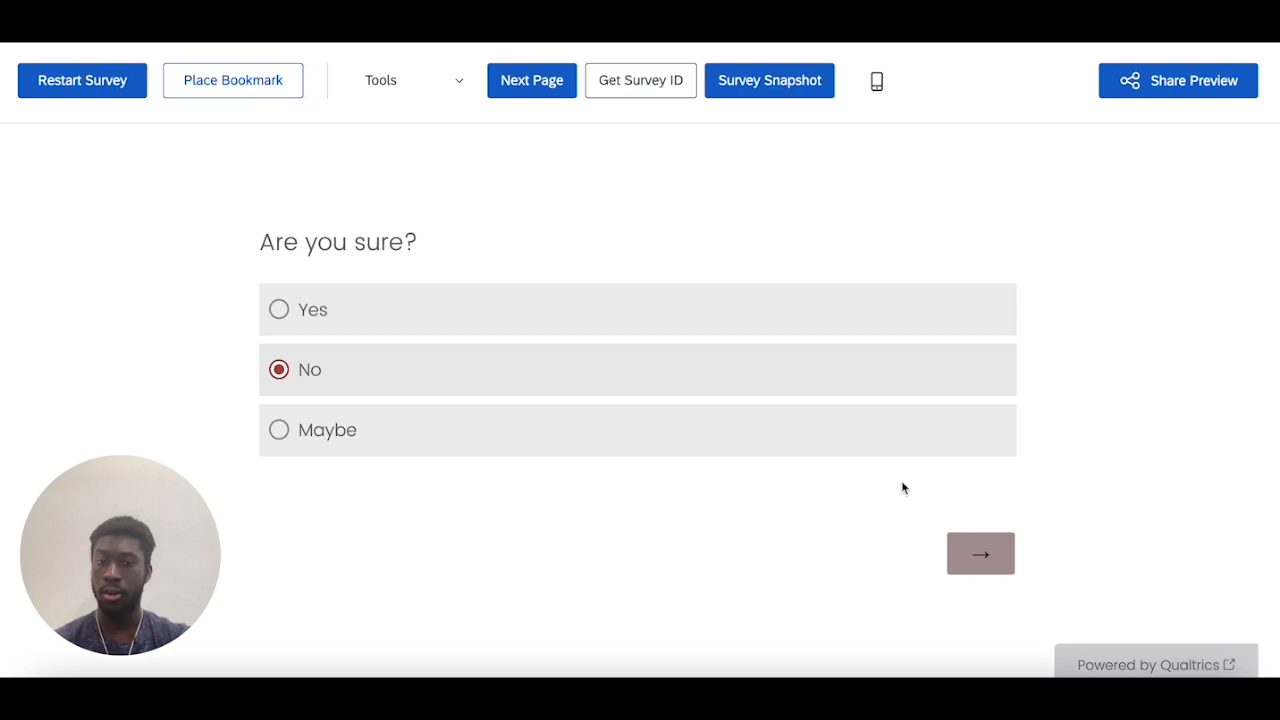 Restart Survey
Place Bookmark
Tools
Next Page
Get Survey ID
Survey Snapshot
Share Preview
Are you sure?
Yes
No
Maybe
→
Powered by Qualtrics